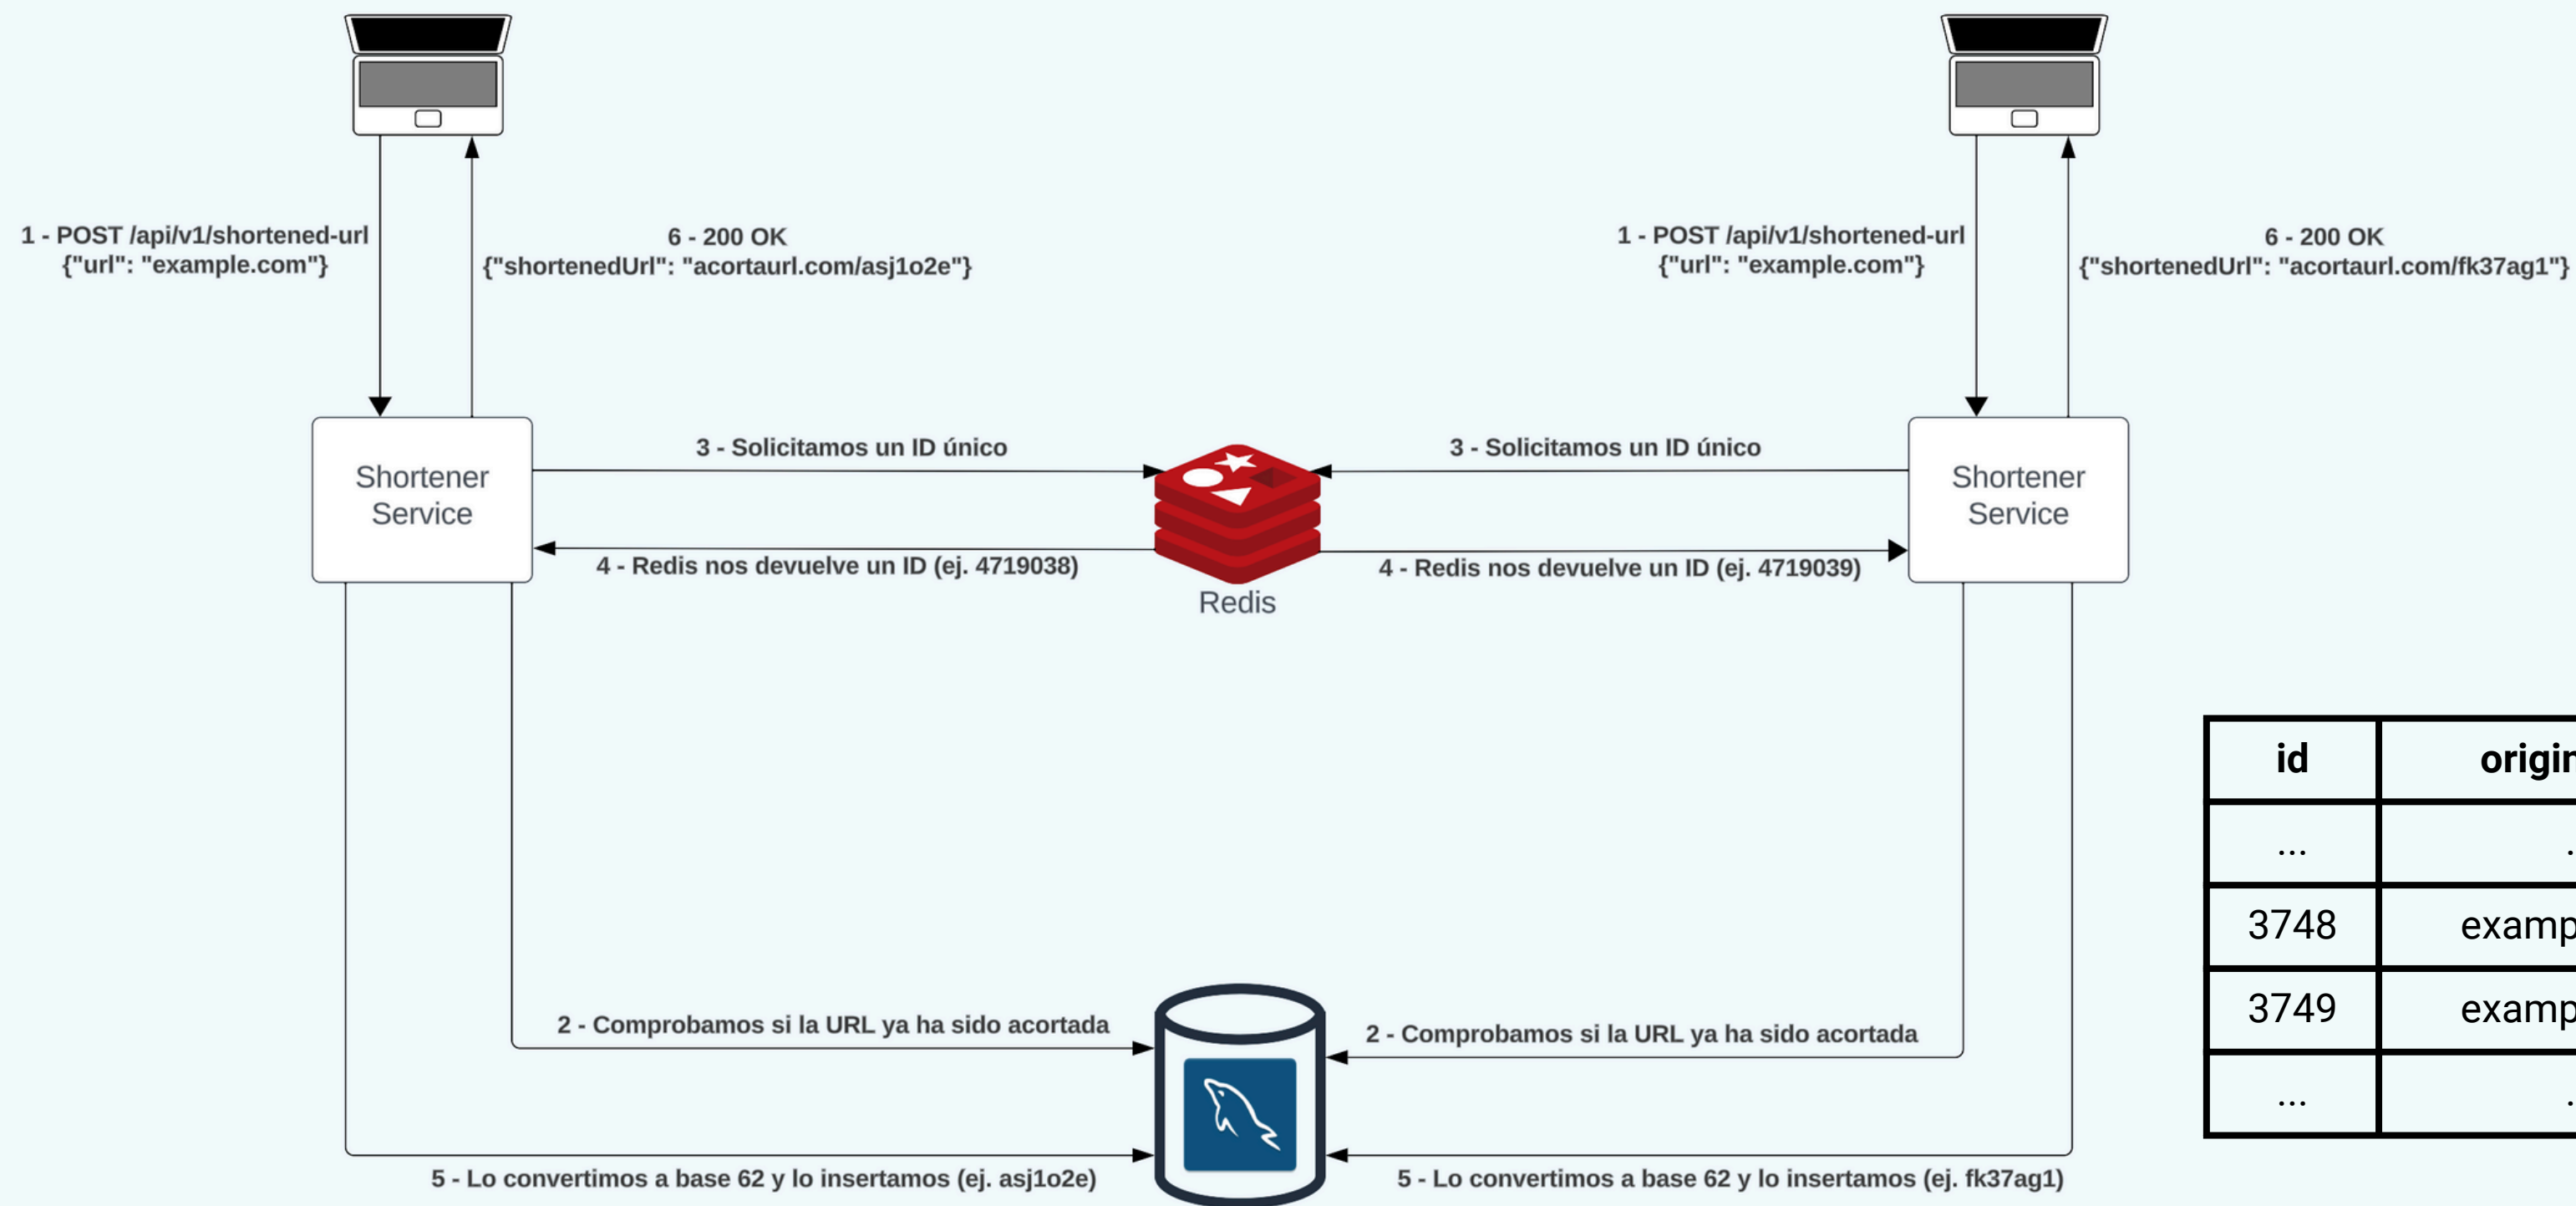 1 - POST /api/v1/shortened-url
{"url": "example.com"}
6 - 200 OK
{"shortenedUrl": "acortaurl.com/asj1o2e"}
1 - POST /api/v1/shortened-url
{"url": "example.com"}
6 - 200 OK
{"shortenedUrl": "acortaurl.com/fk37ag1"}
Shortener
Service
3 - Solicitamos un ID único
4 - Redis nos devuelve un ID (ej. 4719038)
Redis
3 - Solicitamos un ID único
4 - Redis nos devuelve un ID (ej. 4719039)
Shortener
Service
2 - Comprobamos si la URL ya ha sido acortada
5 - Lo convertimos a base 62 y lo insertamos (ej. asj1o2e)
2 - Comprobamos si la URL ya ha sido acortada
5 - Lo convertimos a base 62 y lo insertamos (ej. fk37ag1)
id
...
3748
3749
...